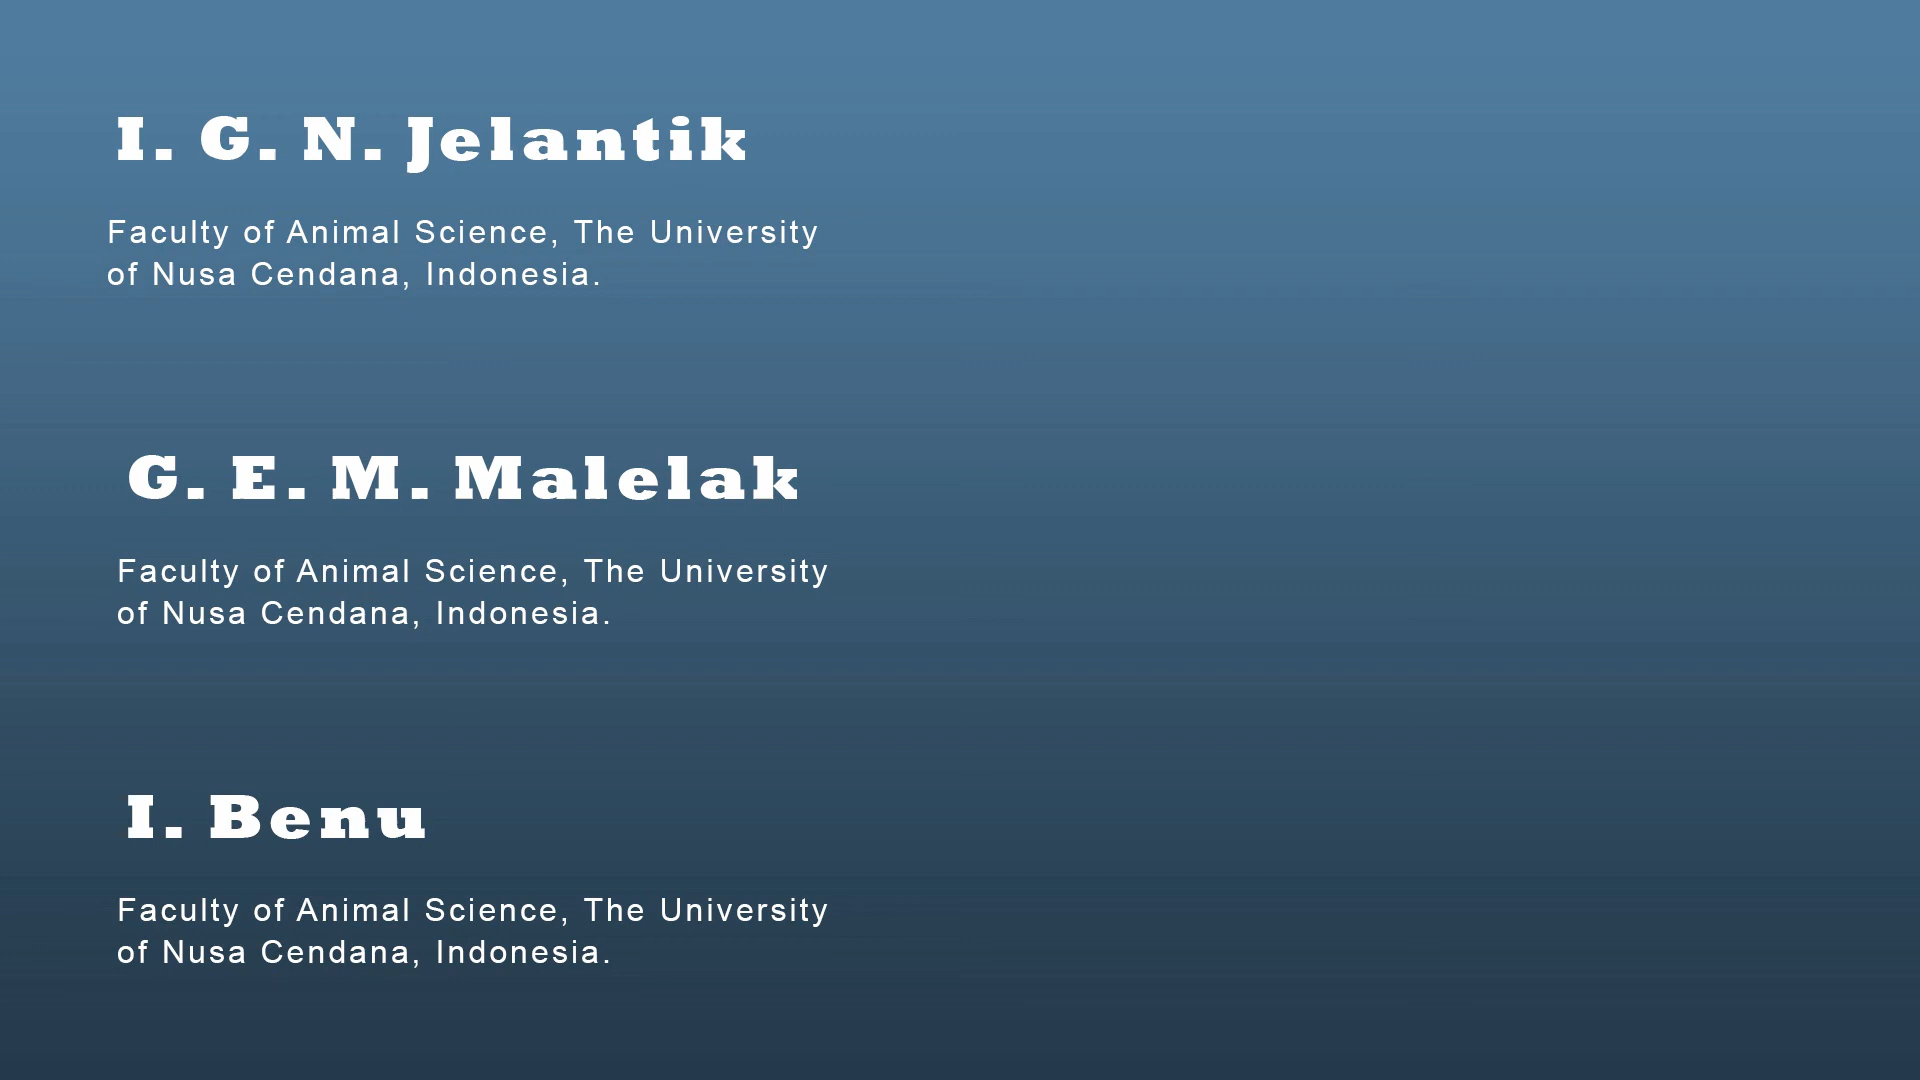 I. G. N. Jelantik
Faculty of Animal Science, The University
of Nusa Cendana, Indonesia.
G. E. M. Malelak
Faculty of Animal Science, The University
of Nusa Cendana, Indonesia.
I. Benu
Faculty of Animal Science, The University
of Nusa Cendana, Indonesia.